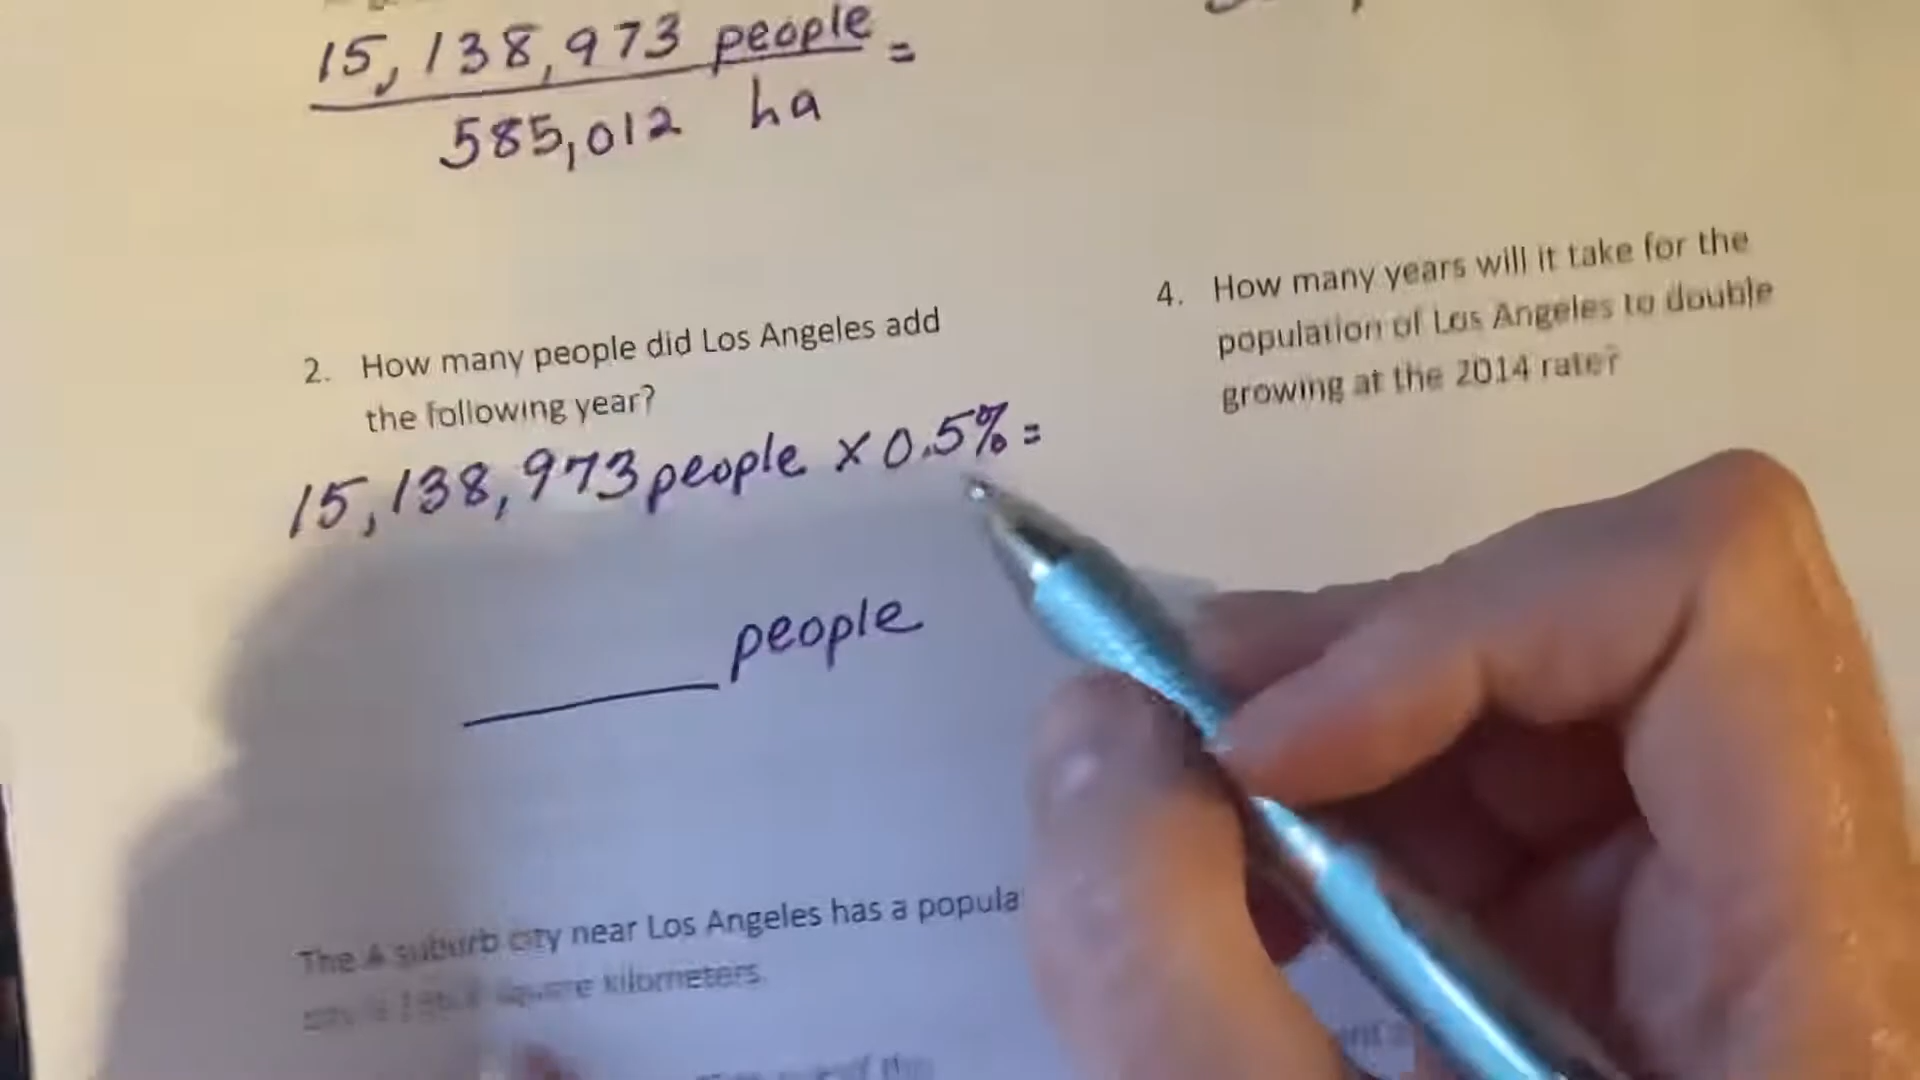 15,138,973 people =
585,012 ha
2. How many people did Los Angeles add
the following year?
15,138,973 people x 0.5% =
people
4. How many years will it take for the
population of Los Angeles to double
growing at the 2014 rate?
The A suburb city near Los Angeles has a popula
square kilometers.